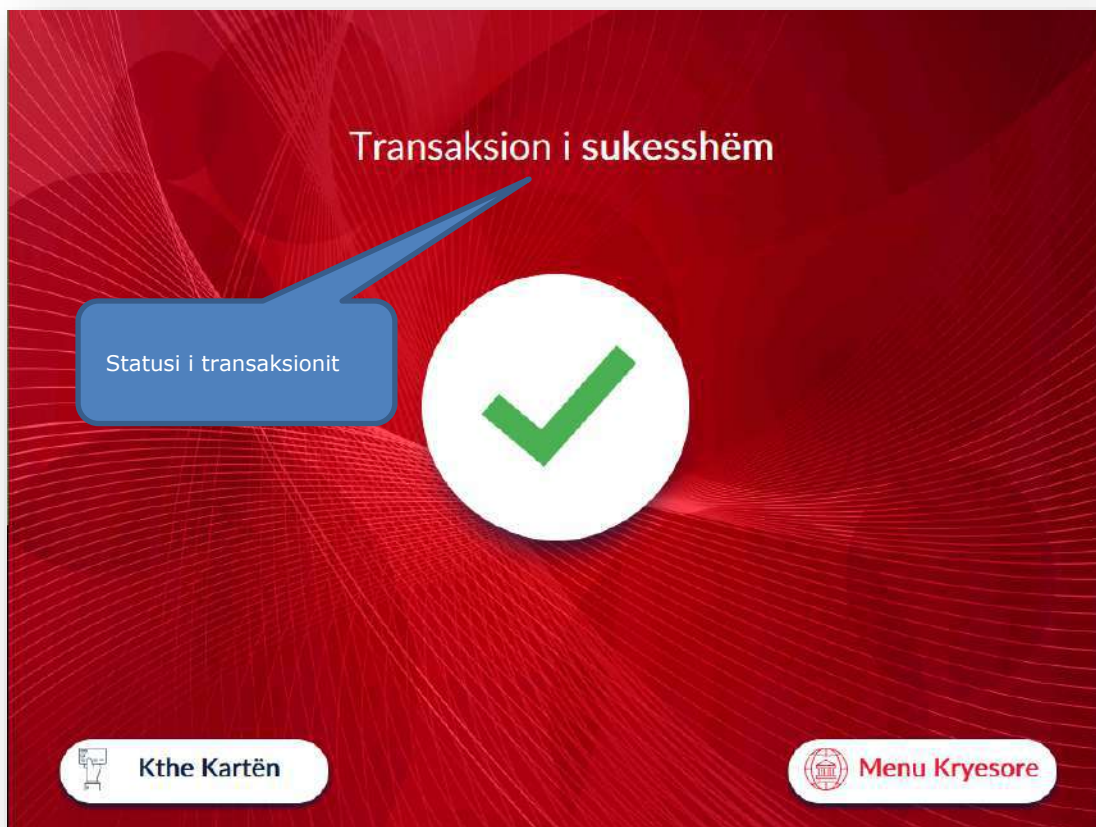 Transaksion i sukesshëm
Statusi i transaksionit
Kthe Kartën
Menu Kryesore